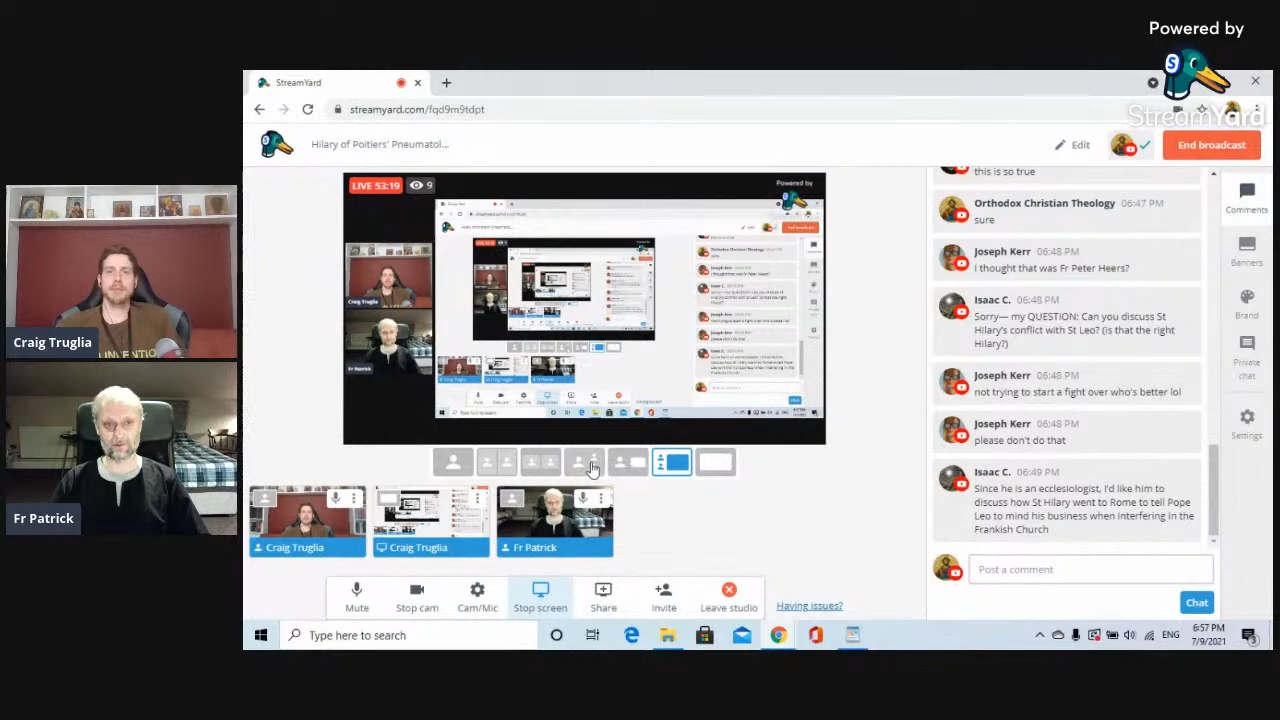 Powered by
StreamYard
StreamYard
streamyard.com/fqd9m9tdpt
Hilary of Poitiers' Pneumatol...
Edit
End broadcast
LIVE 53:19
9
Powered by
Craig Truglia
Fr Patrick
this is so true
Orthodox Christian Theology 06:47 PM
sure
Joseph Kerr 06:48 PM
I thought that was Fr Peter Heers?
Isaac C. 06:48 PM
Sorry— my QUESTION: Can you discuss St
Hilary's conflict with St Leo? (Is that the right
Hilary?)
Joseph Kerr 06:48 PM
not trying to start a fight over who's better lol
Joseph Kerr 06:48 PM
please don't do that
Isaac C. 06:49 PM
Since he is an ecclesiologist, I'd like him to
discuss how St Hilary went to Rome to tell Pope
Leo to mind his business when interfering in the
Frankish Church
Post a comment
Chat
Comments
Banners
Brand
Private
chat
Settings
Craig Truglia
Fr Patrick
Craig Truglia
Craig Truglia
Fr Patrick
Mute
Stop cam
Cam/Mic
Stop screen
Share
Invite
Leave studio
Having issues?
Type here to search
ENG
6:57 PM
7/9/2021
3